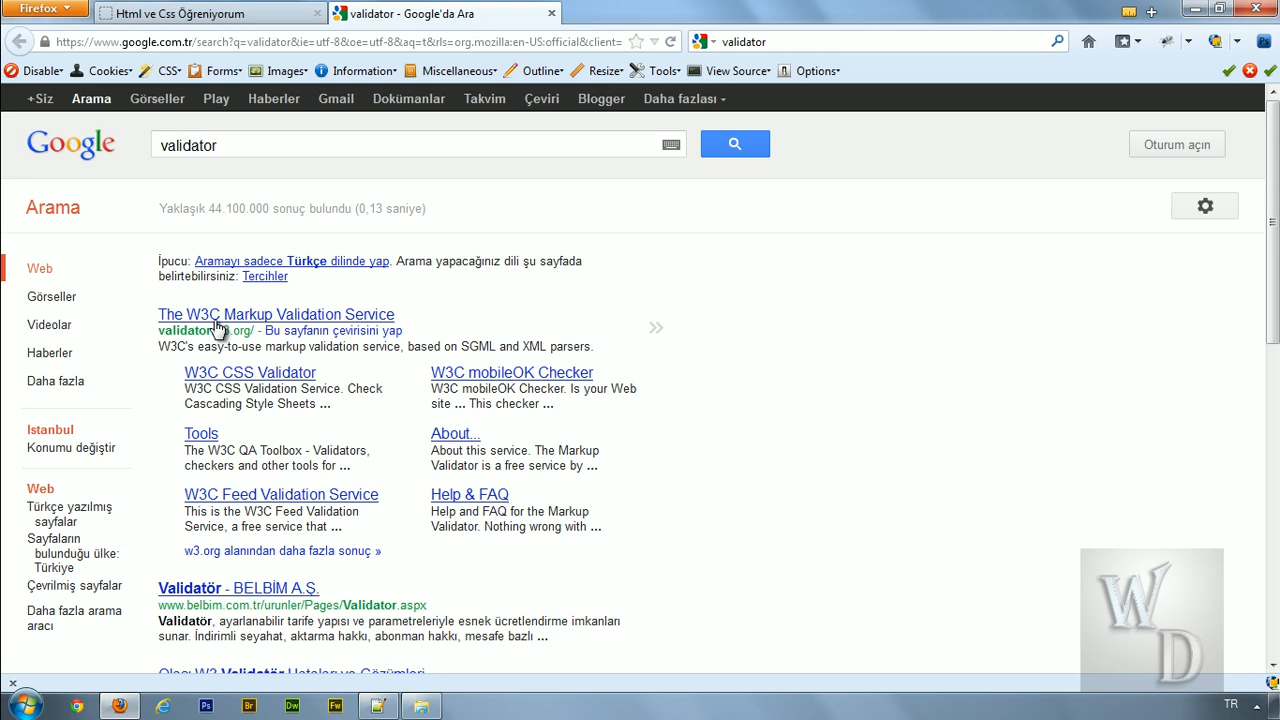 Firefox
Html ve Css Öğreniyorum
validator - Google'da Ara
https://www.google.com.tr/search?q=validator&ie=utf-8&oe=utf-8&aq=t&rls=org.mozilla:en-US:official&client=
validator
Disable
Cookies
CSS
Forms
Images
Information
Miscellaneous
Outline
Resize
Tools
View Source
Options
+Siz Arama Görseller Play Haberler Gmail Dokümanlar Takvim Çeviri Blogger Daha fazlası
Google
validator
Oturum açın
Arama
Yaklaşık 44.100.000 sonuç bulundu (0,13 saniye)
Web
Görseller
Videolar
Haberler
Daha fazla
Istanbul
Konumu değiştir
Web
Türkçe yazılmış
sayfalar
Sayfaların
bulunduğu ülke:
Türkiye
Çevrilmiş sayfalar
Daha fazla arama
aracı
İpucu: Aramayı sadece Türkçe dilinde yap. Arama yapacağınız dili şu sayfada
belirtebilirsiniz: Tercihler
The W3C Markup Validation Service
validator .org/ - Bu sayfanın çevirisini yap
W3C's easy-to-use markup validation service, based on SGML and XML parsers.
W3C CSS Validator
W3C CSS Validation Service. Check
Cascading Style Sheets ...
W3C mobileOK Checker
W3C mobileOK Checker. Is your Web
site ... This checker ...
Tools
The W3C QA Toolbox - Validators,
checkers and other tools for ...
About...
About this service. The Markup
Validator is a free service by ...
W3C Feed Validation Service
This is the W3C Feed Validation
Service, a free service that ...
Help & FAQ
Help and FAQ for the Markup
Validator. Nothing wrong with ...
w3.org alanından daha fazla sonuç »
Validatör - BELBİM A.Ş.
www.belbim.com.tr/urunler/Pages/Validator.aspx
Validatör, ayarlanabilir tarife yapısı ve parametreleriyle esnek ücretlendirme imkanları
sunar. İndirimli seyahat, aktarma hakkı, abonman hakkı, mesafe bazlı ...
W3 Validatör Hataları ve Çözümleri
WD
Ps
Br
Dw
Fw
TR